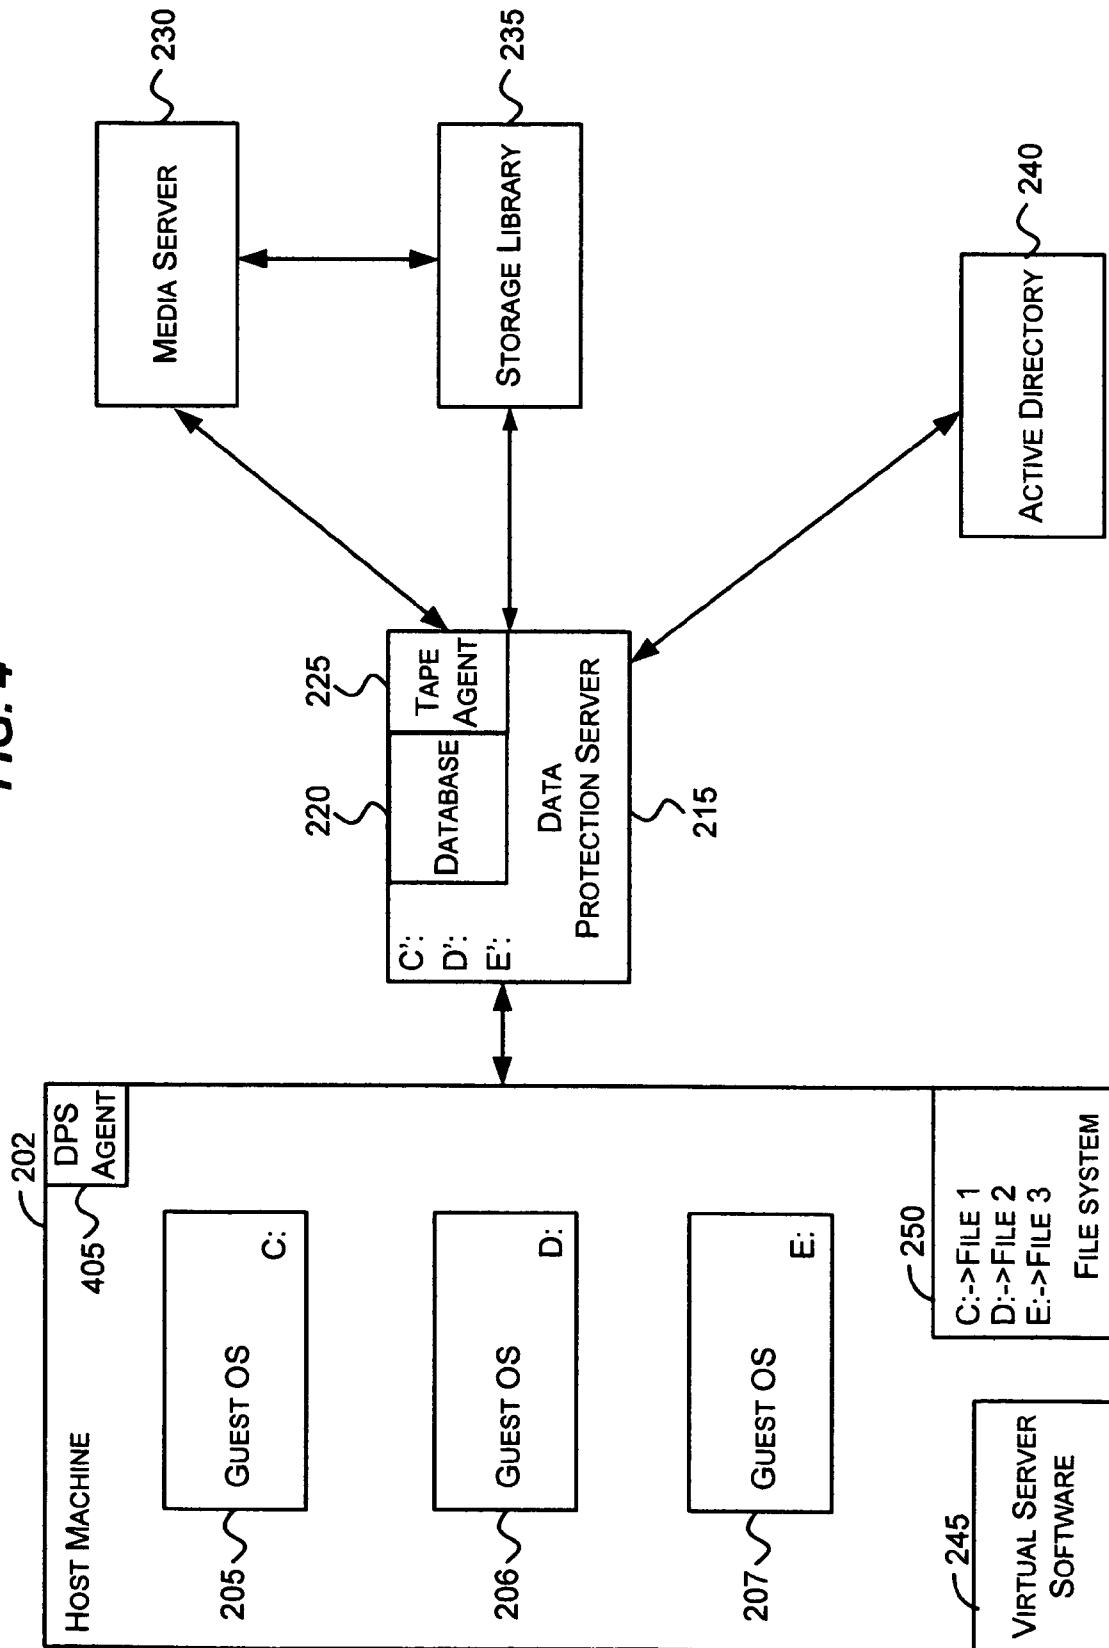 FIG. 4
HOST MACHINE
202
DPS
AGENT
405
GUEST OS
C:
205
GUEST OS
D:
206
GUEST OS
E:
207
245
VIRTUAL SERVER
SOFTWARE
250
C:->FILE 1
D:->FILE 2
E:->FILE 3
FILE SYSTEM
C':
D':
E':
220
DATABASE
225
TAPE
AGENT
DATA
PROTECTION SERVER
215
MEDIA SERVER
230
STORAGE LIBRARY
235
ACTIVE DIRECTORY
240